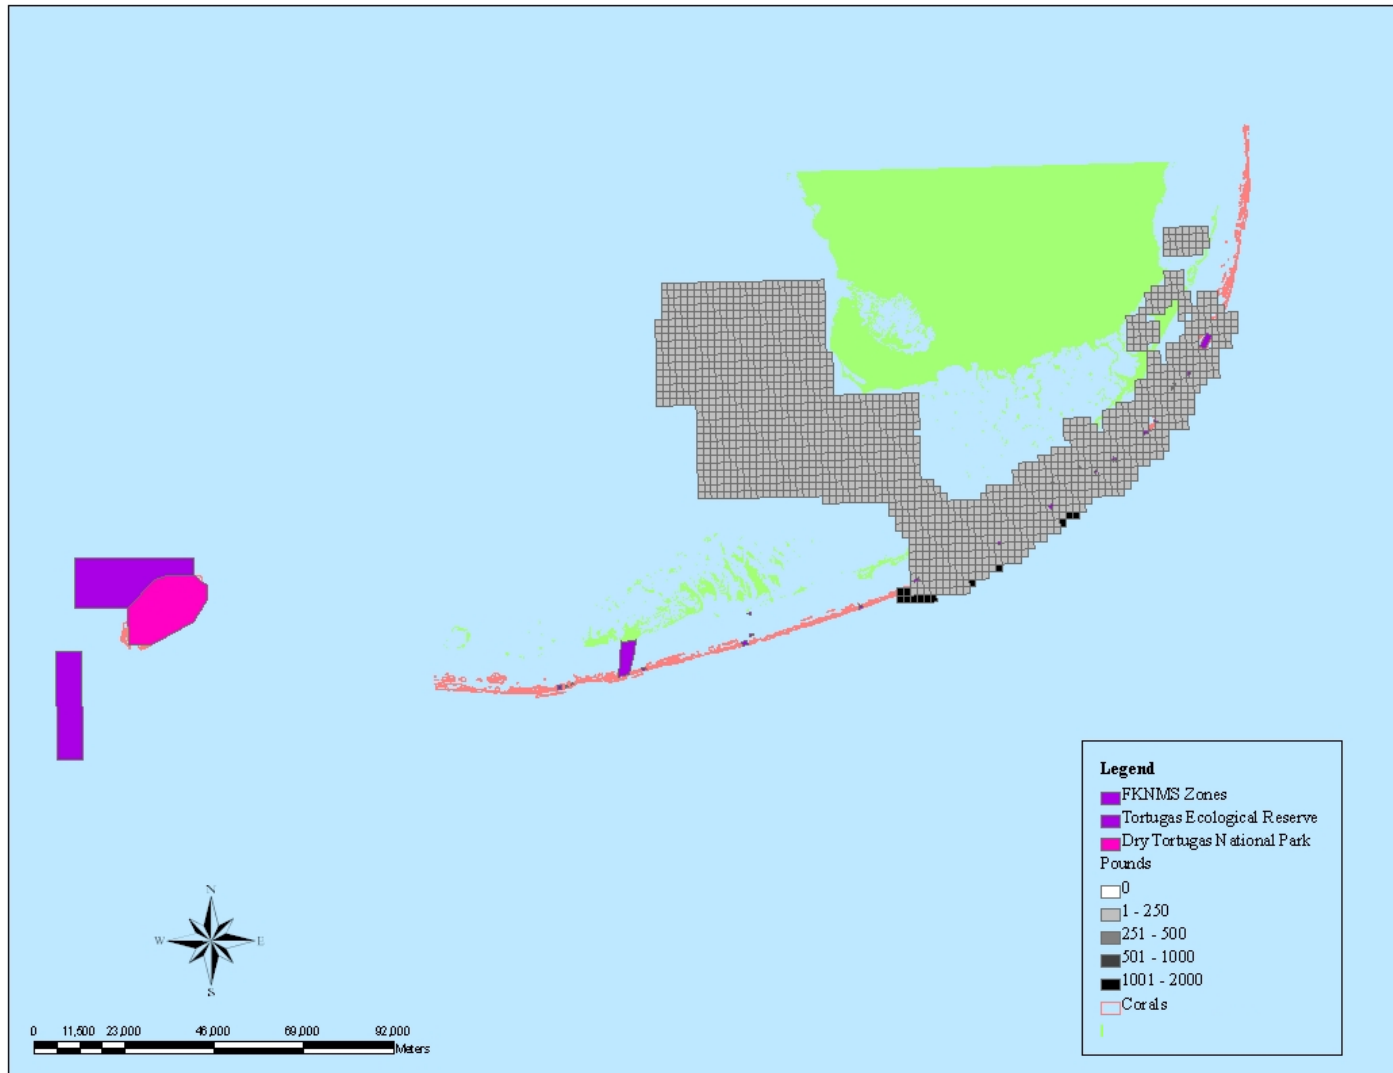 Legend
FKNMS Zones
Tortugas Ecological Reserve
Dry Tortugas National Park
Pounds
0
1 - 250
251 - 500
501 - 1000
1001 - 2000
Corals
N
W E
S
0 11,500 23,000 46,000 69,000 92,000
Meters